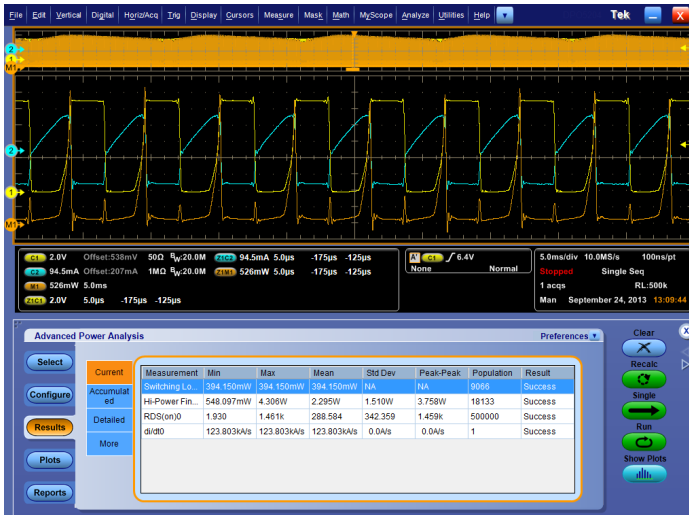 File Edit Vertical Digital Horiz/Acq Trig Display Cursors Measure Mask Math MyScope Analyze Utilities Help Tek X
2
1
M1
2
1
M1
C1 2.0V Offset:538mV 50Ω BW:20.0M Z1C2 94.5mA 5.0µs -175µs -125µs A' C1 6.4V 5.0ms/div 10.0MS/s 100ns/pt
C2 94.5mA Offset:207mA 1MΩ BW:20.0M Z1M1 526mW 5.0µs -175µs -125µs None Normal Stopped Single Seq
M1 526mW 5.0ms 1 acqs RL:500k
Z1C1 2.0V 5.0µs -175µs -125µs Man September 24, 2013 13:09:44
Advanced Power Analysis Preferences Clear X
Select Current Measurement Min Max Mean Std Dev Peak-Peak Population Result Recalc
Switching Lo... 394.150mW 394.150mW 394.150mW NA NA 9066 Success
Configure Accumulated Hi-Power Fin... 548.097mW 4.306W 2.295W 1.510W 3.758W 18133 Success Single
Results Detailed RDS(on)0 1.930 1.461k 288.584 342.359 1.459k 500000 Success Run
More di/dt0 123.803kA/s 123.803kA/s 123.803kA/s 0.0A/s 0.0A/s 1 Success
Plots Show Plots
Reports